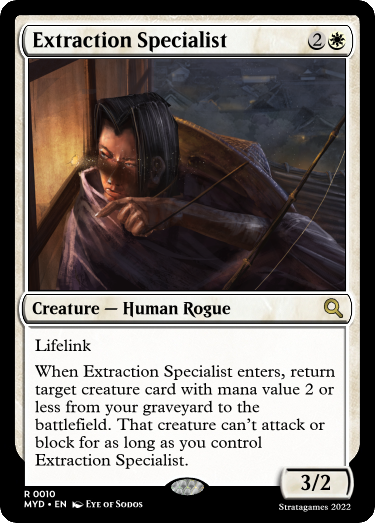 Extraction Specialist 2
Creature — Human Rogue
Lifelink
When Extraction Specialist enters, return
target creature card with mana value 2 or
less from your graveyard to the
battlefield. That creature can't attack or
block for as long as you control
Extraction Specialist.
3/2
R 0010
MYD • EN Eye of Sodos
Stratagames 2022